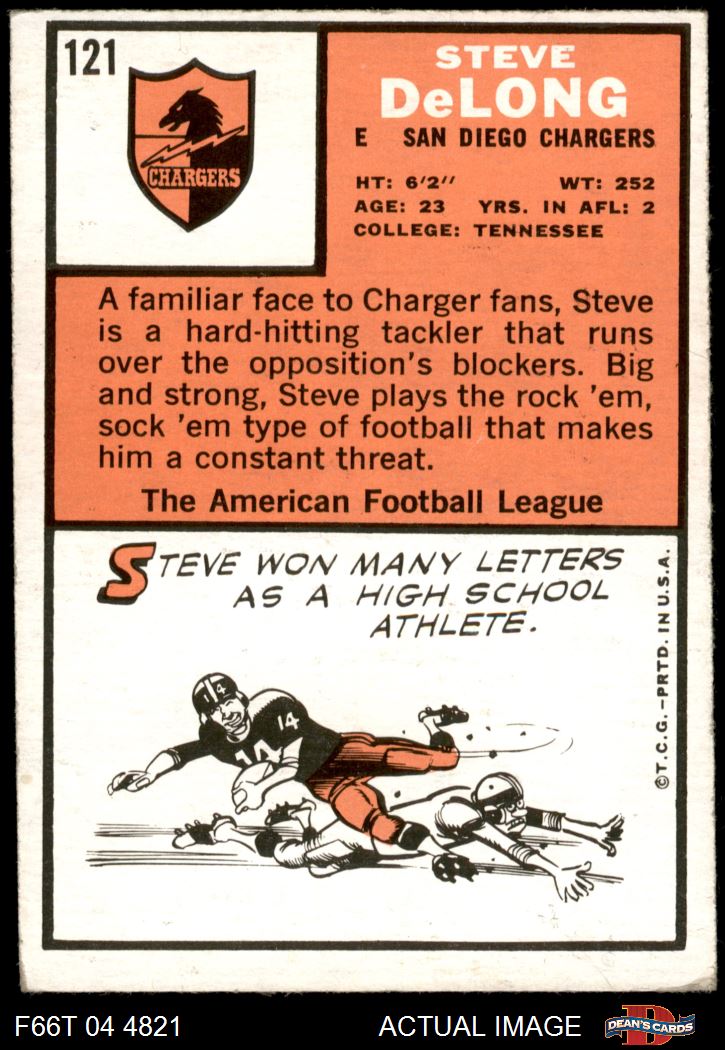 121
CHARGERS
STEVE
DeLONG
E SAN DIEGO CHARGERS
HT: 6'2" WT: 252
AGE: 23 YRS. IN AFL: 2
COLLEGE: TENNESSEE
A familiar face to Charger fans, Steve
is a hard-hitting tackler that runs
over the opposition's blockers. Big
and strong, Steve plays the rock 'em,
sock 'em type of football that makes
him a constant threat.
The American Football League
STEVE WON MANY LETTERS
AS A HIGH SCHOOL
ATHLETE.
©T.C.G.-PRTD. IN U.S.A.
14
14
14
F66T 04 4821
ACTUAL IMAGE
D
DEAN'S CARDS